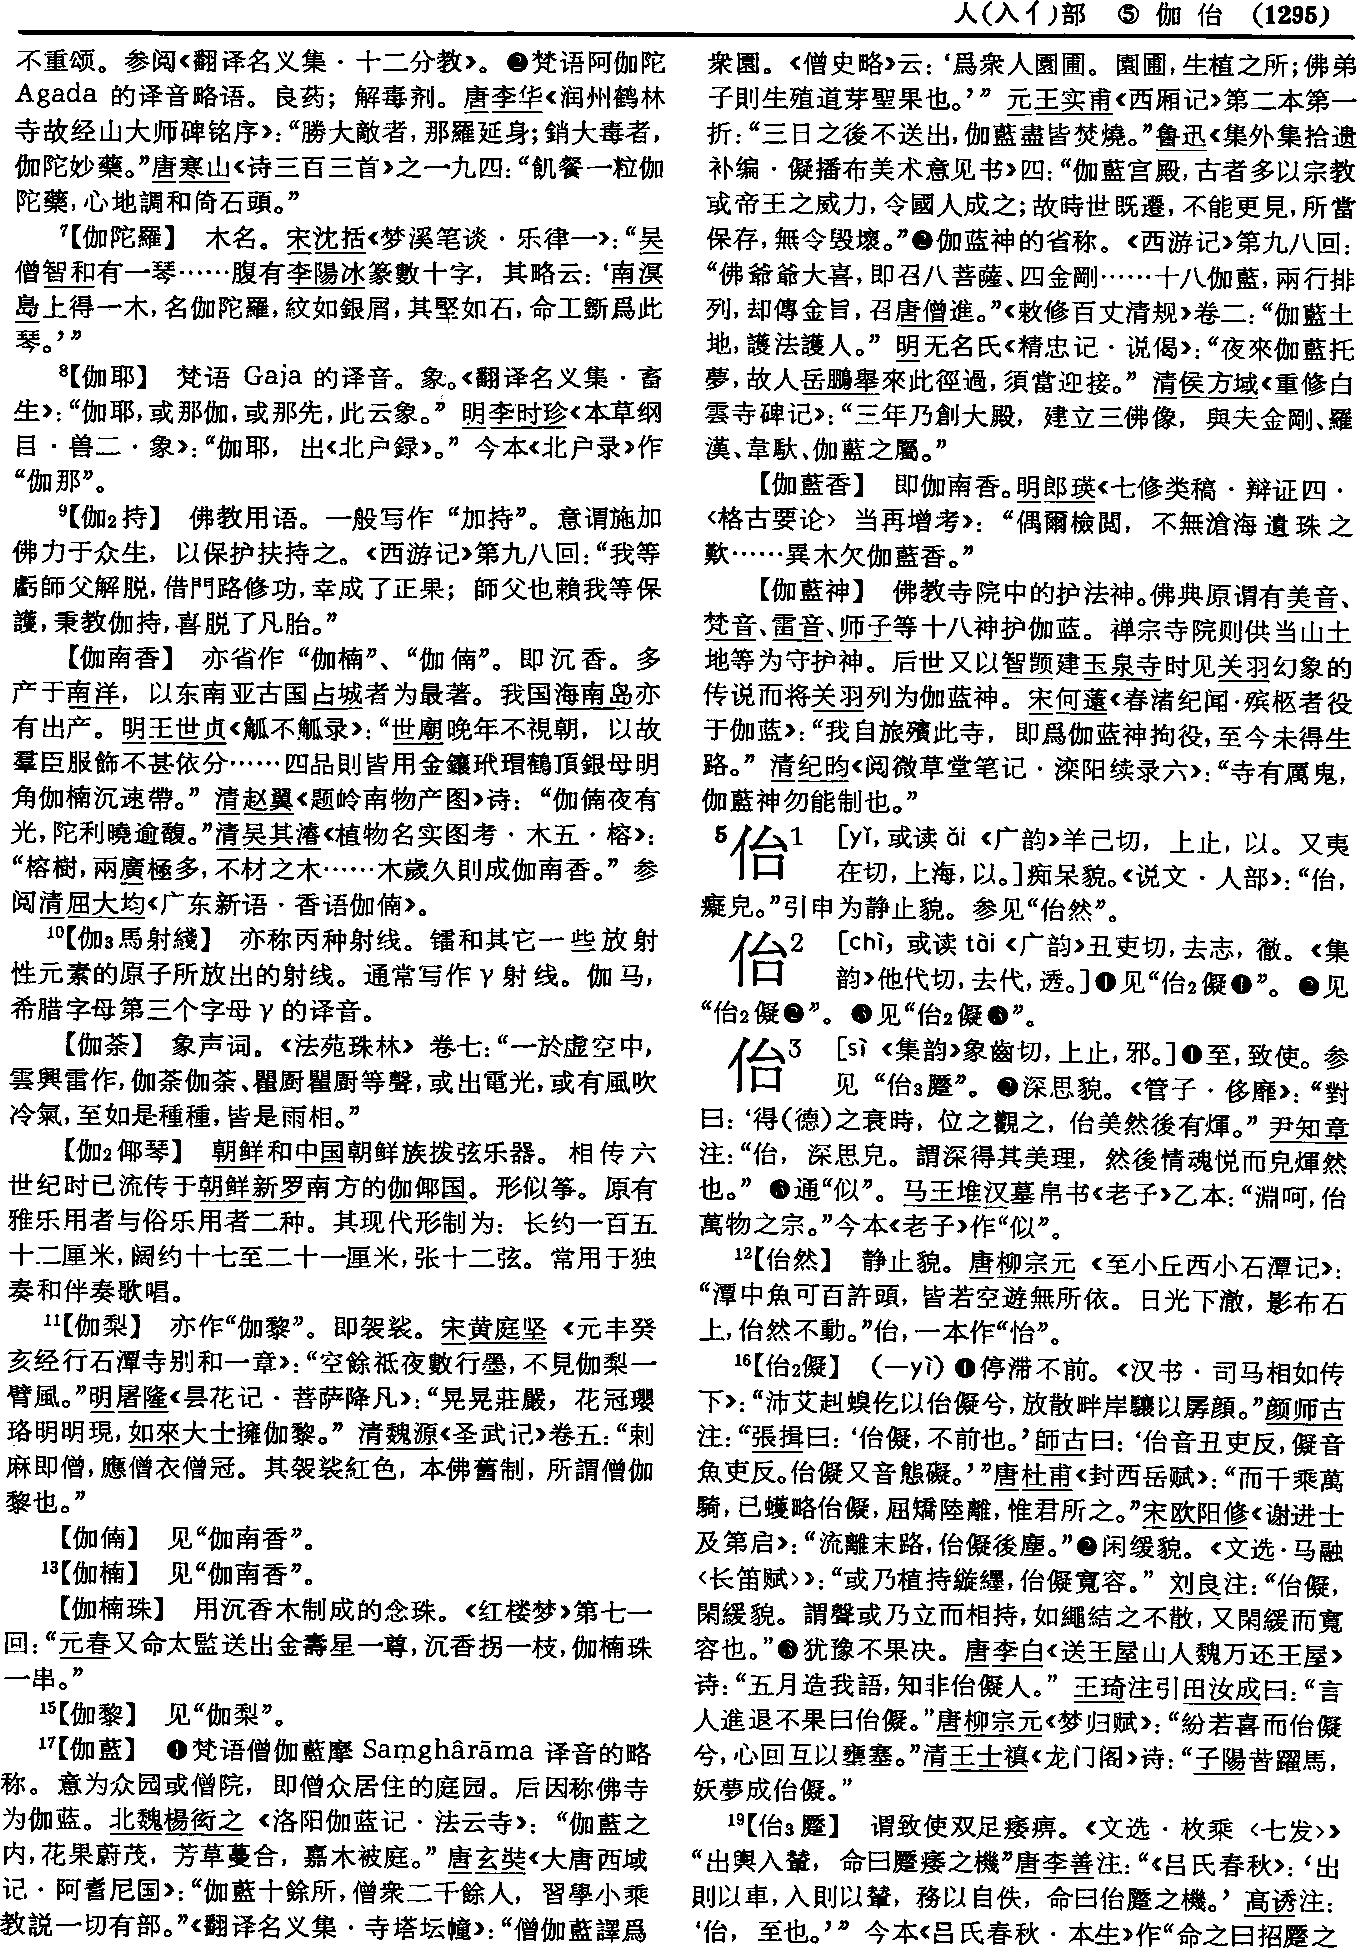 人(入亻)部 ⑤ 伽 佁 (1295)
不重颂。参阅《翻译名义集·十二分教》。❷梵语阿伽陀
Agada 的译音略语。良药；解毒剂。唐李华《润州鹤林
寺故经山大师碑铭序》：“勝大敵者，那羅延身；銷大毒者，
伽陀妙藥。”唐寒山《诗三百三首》之一九四：“飢餐一粒伽
陀藥，心地調和倚石頭。”
7【伽陀羅】 木名。宋沈括《梦溪笔谈·乐律一》：“吴
僧智和有一琴……腹有李陽冰篆數十字，其略云：‘南溟
島上得一木，名伽陀羅，紋如銀屑，其堅如石，命工斵爲此
琴。’”
8【伽耶】 梵语 Gaja 的译音。象。《翻译名义集·畜
生》：“伽耶，或那伽，或那先，此云象。” 明李时珍《本草纲
目·兽二·象》：“伽耶，出《北户録》。” 今本《北户录》作
“伽那”。
9【伽₂持】 佛教用语。一般写作“加持”。意谓施加
佛力于众生，以保护扶持之。《西游记》第九八回：“我等
虧師父解脱，借門路修功，幸成了正果；師父也賴我等保
護，秉教伽持，喜脱了凡胎。”
【伽南香】 亦省作“伽楠”、“伽㑲”。即沉香。多
产于南洋，以东南亚古国占城者为最著。我国海南岛亦
有出产。明王世贞《觚不觚录》：“世廟晚年不視朝，以故
羣臣服飾不甚依分……四品則皆用金鑲玳瑁鶴頂銀母明
角伽楠沉速帶。” 清赵翼《题岭南物产图》诗：“伽㑲夜有
光，陀利曉逾馥。”清吴其濬《植物名实图考·木五·榕》：
“榕樹，兩廣極多，不材之木……木歲久則成伽南香。” 参
阅清屈大均《广东新语·香语伽㑲》。
10【伽₃馬射綫】 亦称丙种射线。镭和其它一些放射
性元素的原子所放出的射线。通常写作γ射线。伽马，
希腊字母第三个字母γ的译音。
【伽荼】 象声词。《法苑珠林》卷七：“一於虚空中，
雲興雷作，伽荼伽荼、瞿厨瞿厨等聲，或出電光，或有風吹
冷氣，至如是種種，皆是雨相。”
【伽₂倻琴】 朝鲜和中国朝鲜族拨弦乐器。相传六
世纪时已流传于朝鲜新罗南方的伽倻国。形似筝。原有
雅乐用者与俗乐用者二种。其现代形制为：长约一百五
十二厘米，阔约十七至二十一厘米，张十二弦。常用于独
奏和伴奏歌唱。
11【伽梨】 亦作“伽黎”。即袈裟。宋黄庭坚《元丰癸
亥经行石潭寺别和一章》：“空餘祇夜數行墨，不見伽梨一
臂風。”明屠隆《昙花记·菩萨降凡》：“晃晃莊嚴，花冠瓔
珞明明現，如來大士擁伽黎。” 清魏源《圣武记》卷五：“剌
麻即僧，應僧衣僧冠。其袈裟紅色，本佛舊制，所謂僧伽
黎也。”
【伽㑲】 见“伽南香”。
13【伽楠】 见“伽南香”。
【伽楠珠】 用沉香木制成的念珠。《红楼梦》第七一
回：“元春又命太監送出金壽星一尊，沉香拐一枝，伽楠珠
一串。”
15【伽黎】 见“伽梨”。
17【伽藍】 ❶梵语僧伽藍摩 Saṃghârāma 译音的略
称。意为众园或僧院，即僧众居住的庭园。后因称佛寺
为伽蓝。北魏楊衒之《洛阳伽蓝记·法云寺》：“伽藍之
内，花果蔚茂，芳草蔓合，嘉木被庭。” 唐玄奘《大唐西域
记·阿耆尼国》：“伽藍十餘所，僧衆二千餘人，習學小乘
教説一切有部。”《翻译名义集·寺塔坛幢》：“僧伽藍譯爲
衆園。《僧史略》云：‘爲衆人園圃。園圃，生植之所；佛弟
子則生殖道芽聖果也。’” 元王实甫《西厢记》第二本第一
折：“三日之後不送出，伽藍盡皆焚燒。”鲁迅《集外集拾遗
补编·儗播布美术意见书》四：“伽藍宫殿，古者多以宗教
或帝王之威力，令國人成之；故時世既遷，不能更見，所當
保存，無令毁壞。”❷伽蓝神的省称。《西游记》第九八回：
“佛爺爺大喜，即召八菩薩、四金剛……十八伽藍，兩行排
列，却傳金旨，召唐僧進。”《敕修百丈清规》卷二：“伽藍土
地，護法護人。” 明无名氏《精忠记·说偈》：“夜來伽藍托
夢，故人岳鵬舉來此徑過，須當迎接。” 清侯方域《重修白
雲寺碑记》：“三年乃創大殿，建立三佛像，與夫金剛、羅
漢、韋馱、伽藍之屬。”
【伽藍香】 即伽南香。明郎瑛《七修类稿·辩证四·
〈格古要论〉当再增考》：“偶爾檢閲，不無滄海遺珠之
歎……異木欠伽藍香。”
【伽藍神】 佛教寺院中的护法神。佛典原谓有美音、
梵音、雷音、师子等十八神护伽蓝。禅宗寺院则供当山土
地等为守护神。后世又以智𫖮建玉泉寺时见关羽幻象的
传说而将关羽列为伽蓝神。宋何薳《春渚纪闻·殡柩者役
于伽蓝》：“我自旅殯此寺，即爲伽蓝神拘役，至今未得生
路。” 清纪昀《阅微草堂笔记·滦阳续录六》：“寺有厲鬼，
伽藍神勿能制也。”
5 佁1 [yǐ，或读 ǎi 《广韵》羊己切，上止，以。又夷
在切，上海，以。]痴呆貌。《说文·人部》：“佁，
癡皃。”引申为静止貌。参见“佁然”。
佁2 [chì，或读 tài《广韵》丑吏切，去志，徹。《集
韵》他代切，去代，透。]❶见“佁₂儗❶”。❷见
“佁₂儗❷”。❸见“佁₂儗❸”。
佁3 [sì 《集韵》象齒切，上止，邪。]❶至，致使。参
见“佁₃蹷”。❷深思貌。《管子·侈靡》：“對
曰：‘得(德)之衰時，位之觀之，佁美然後有煇。” 尹知章
注：“佁，深思皃。謂深得其美理，然後情魂悦而皃煇然
也。” ❸通“似”。马王堆汉墓帛书《老子》乙本：“淵呵，佁
萬物之宗。”今本《老子》作“似”。
12【佁然】 静止貌。唐柳宗元《至小丘西小石潭记》：
“潭中魚可百許頭，皆若空遊無所依。日光下澈，影布石
上，佁然不動。”佁，一本作“怡”。
16【佁₂儗】 (—yì) ❶停滞不前。《汉书·司马相如传
下》：“沛艾赳螑仡以佁儗兮，放散畔岸驤以孱顔。”颜师古
注：“張揖曰：‘佁儗，不前也。’師古曰：‘佁音丑吏反，儗音
魚吏反。佁儗又音態礙。’”唐杜甫《封西岳赋》：“而千乘萬
騎，已蠖略佁儗，屈矯陸離，惟君所之。”宋欧阳修《谢进士
及第启》：“流離末路，佁儗後塵。”❷闲缓貌。《文选·马融
〈长笛赋〉》：“或乃植持縼纆，佁儗寬容。” 刘良注：“佁儗，
閑緩貌。謂聲或乃立而相持，如繩結之不散，又閑緩而寬
容也。”❸犹豫不果决。唐李白《送王屋山人魏万还王屋》
诗：“五月造我語，知非佁儗人。” 王琦注引田汝成曰：“言
人進退不果曰佁儗。”唐柳宗元《梦归赋》：“紛若喜而佁儗
兮，心回互以壅塞。”清王士禛《龙门阁》诗：“子陽昔躍馬，
妖夢成佁儗。”
19【佁₃蹷】 谓致使双足痿痹。《文选·枚乘〈七发〉》
“出輿入輦，命曰蹷痿之機”唐李善注：“《吕氏春秋》：‘出
則以車，入則以輦，務以自佚，命曰佁蹷之機。’ 高诱注：
‘佁，至也。’” 今本《吕氏春秋·本生》作“命之曰招蹷之